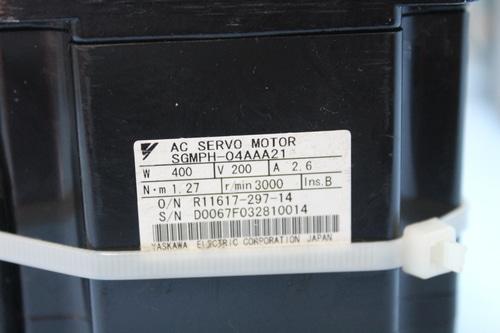 AC SERVO MOTOR
SGMPH-04AAA21
W 400 V 200 A 2.6
N·m 1.27 r/min 3000 Ins.B
O/N R11617-297-14
S/N D0067F032810014
YASKAWA ELECTRIC CORPORATION JAPAN